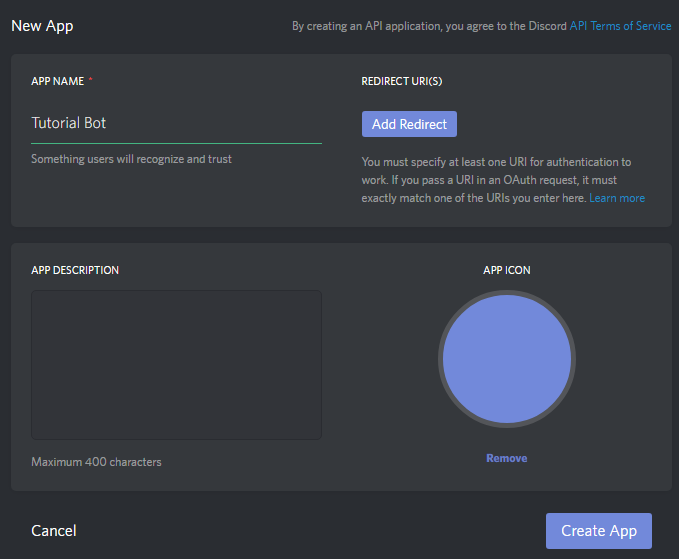 New App
By creating an API application, you agree to the Discord API Terms of Service
APP NAME *
Tutorial Bot
Something users will recognize and trust
REDIRECT URI(S)
Add Redirect
You must specify at least one URI for authentication to
work. If you pass a URI in an OAuth request, it must
exactly match one of the URIs you enter here. Learn more
APP DESCRIPTION
Maximum 400 characters
APP ICON
Remove
Cancel
Create App